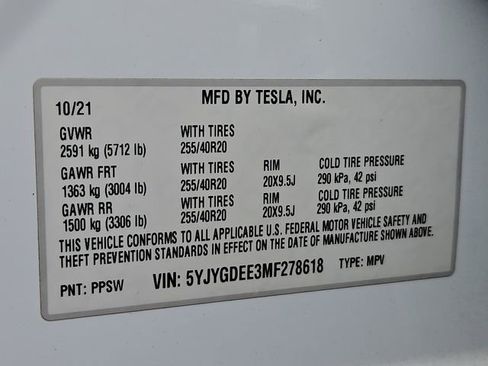 10/21 MFD BY TESLA, INC.
GVWR WITH TIRES
2591 kg (5712 lb) 255/40R20
GAWR FRT WITH TIRES RIM COLD TIRE PRESSURE
1363 kg (3004 lb) 255/40R20 20X9.5J 290 kPa, 42 psi
GAWR RR WITH TIRES RIM COLD TIRE PRESSURE
1500 kg (3306 lb) 255/40R20 20X9.5J 290 kPa, 42 psi
THIS VEHICLE CONFORMS TO ALL APPLICABLE U.S. FEDERAL MOTOR VEHICLE SAFETY AND
THEFT PREVENTION STANDARDS IN EFFECT ON THE DATE OF MANUFACTURE SHOWN ABOVE.
PNT: PPSW VIN: 5YJYGDEE3MF278618 TYPE: MPV